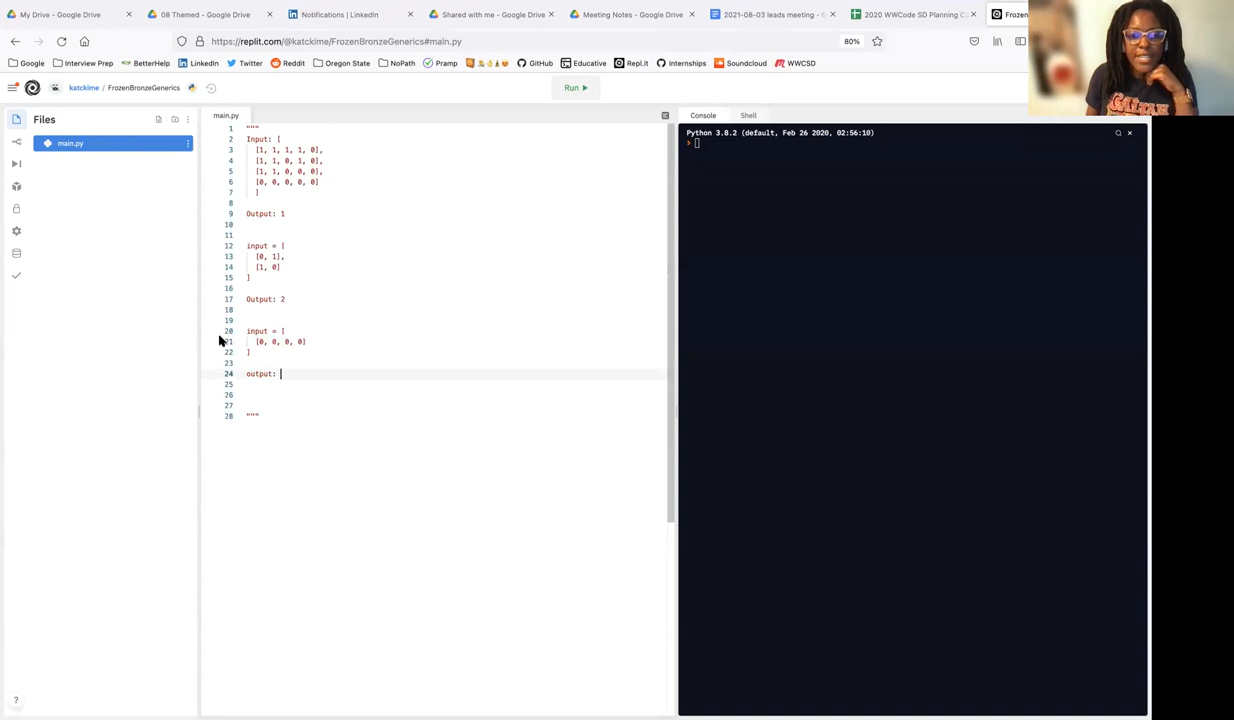 My Drive - Google Drive
08 Themed - Google Drive
Notifications | LinkedIn
Shared with me - Google Drive
Meeting Notes - Google Drive
2021-08-03 leads meeting - G
2020 WWCode SD Planning Co
Frozen
https://replit.com/@katckime/FrozenBronzeGenerics#main.py
80%
Google
Interview Prep
BetterHelp
LinkedIn
Twitter
Reddit
Oregon State
NoPath
Pramp
GitHub
Educative
Repl.it
Internships
Soundcloud
WWCSD
katckime / FrozenBronzeGenerics
Run
Files
main.py
main.py
1 """
2 Input: [
3 [1, 1, 1, 1, 0],
4 [1, 1, 0, 1, 0],
5 [1, 1, 0, 0, 0],
6 [0, 0, 0, 0, 0]
7 ]
8
9 Output: 1
10
11
12 input = [
13 [0, 1],
14 [1, 0]
15 ]
16
17 Output: 2
18
19
20 input = [
21 [0, 0, 0, 0]
22 ]
23
24 output:
25
26
27
28 """
Console
Shell
Python 3.8.2 (default, Feb 26 2020, 02:56:10)
?